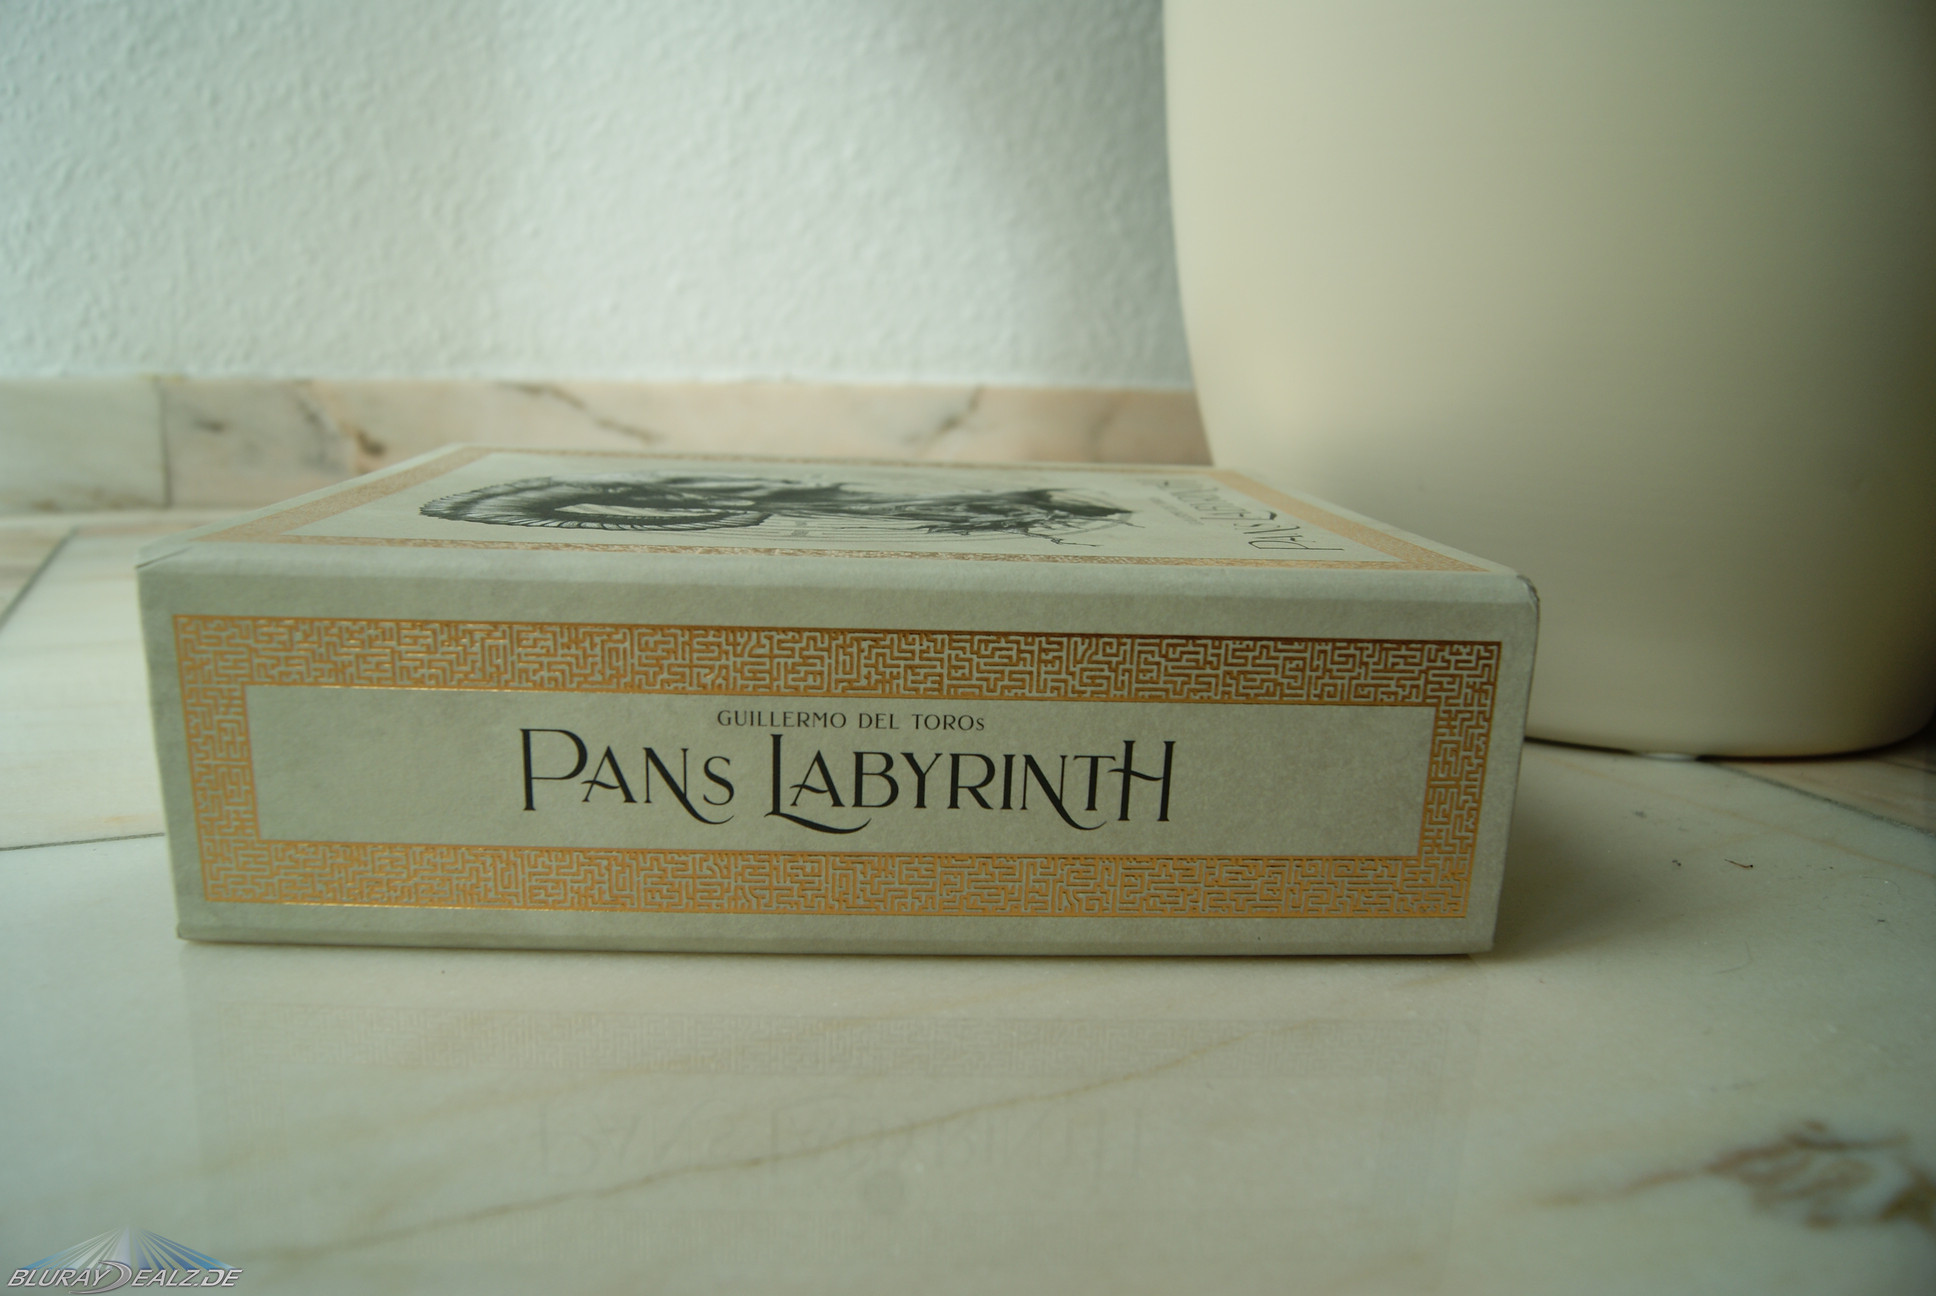 GUILLERMO DEL TOROs
PANS LABYRINTH
BLURAYDEALZ.DE